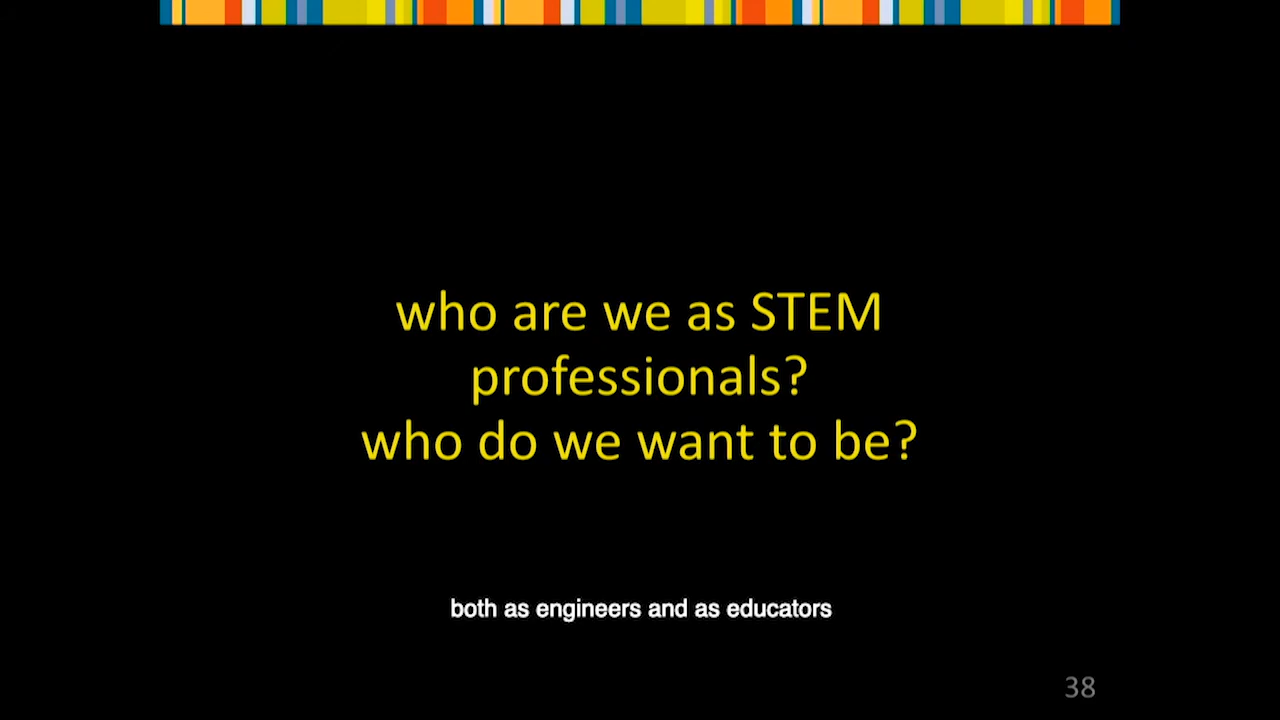 who are we as STEM
professionals?
who do we want to be?
both as engineers and as educators
38